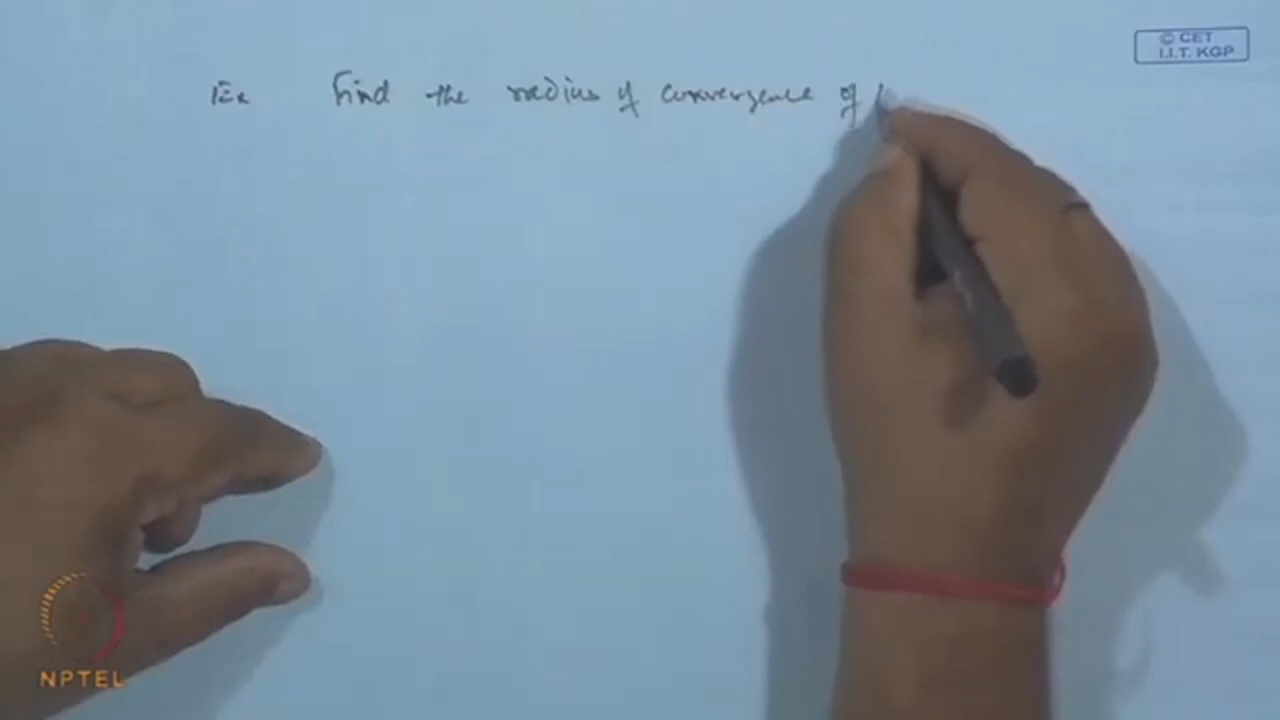 © CET
I.I.T. KGP
Ex Find the radius of convergence of
NPTEL